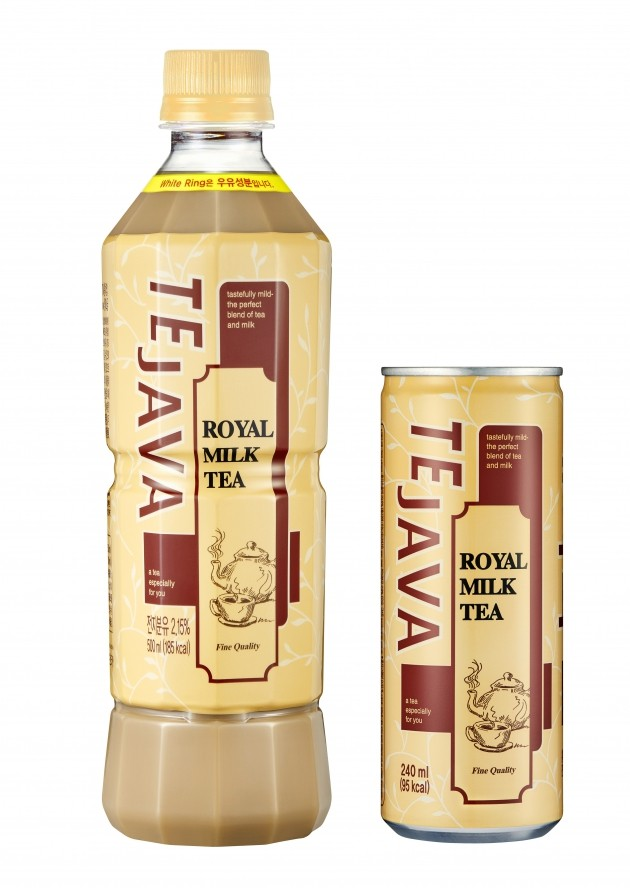 White Ring은 우유성분입니다.
TEJAVA
tastefully mild-
the perfect
blend of tea
and milk
ROYAL
MILK
TEA
a tea
especially
for you
전지분유 2.15%
500 ml (185 kcal)
Fine Quality
TEJAVA
tastefully mild-
the perfect
blend of tea
and milk
ROYAL
MILK
TEA
a tea
especially
for you
240 ml
(95 kcal)
Fine Quality